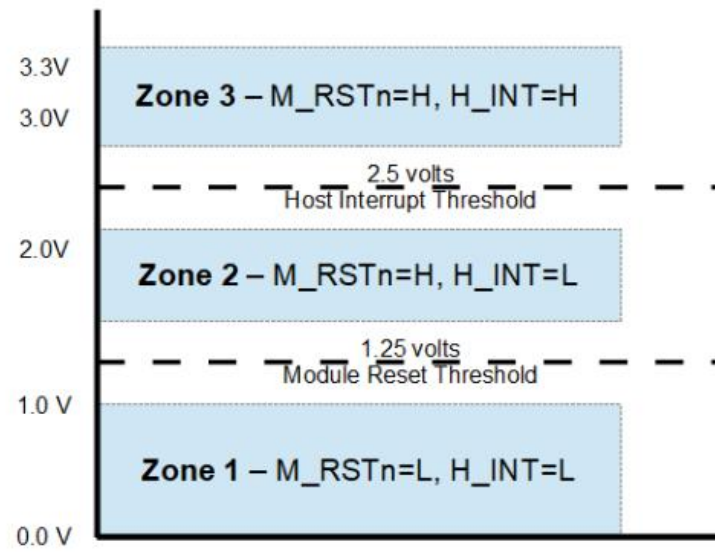 3.3V
Zone 3 – M_RSTn=H, H_INT=H
3.0V
2.5 volts
Host Interrupt Threshold
2.0V
Zone 2 – M_RSTn=H, H_INT=L
1.25 volts
Module Reset Threshold
1.0 V
Zone 1 – M_RSTn=L, H_INT=L
0.0 V